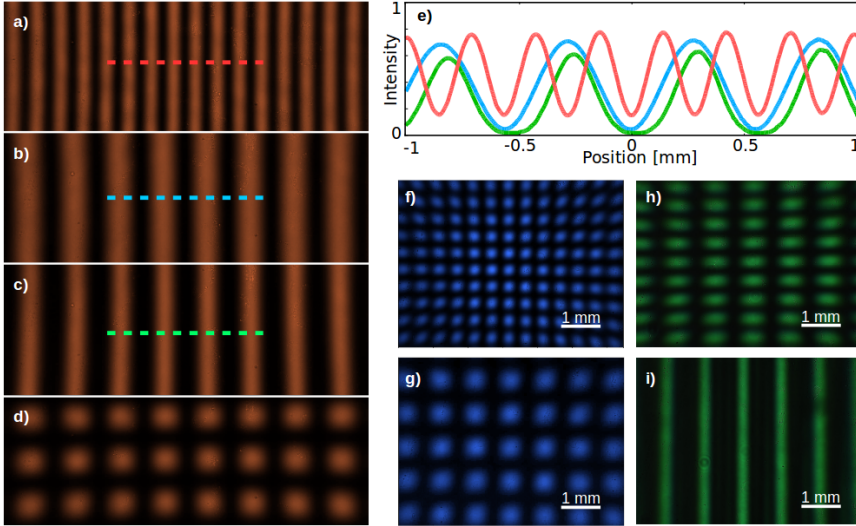 a)
b)
c)
d)
e)
1
Intensity
0
-1
-0.5
0
0.5
1
Position [mm]
f)
1 mm
h)
1 mm
g)
1 mm
i)
1 mm